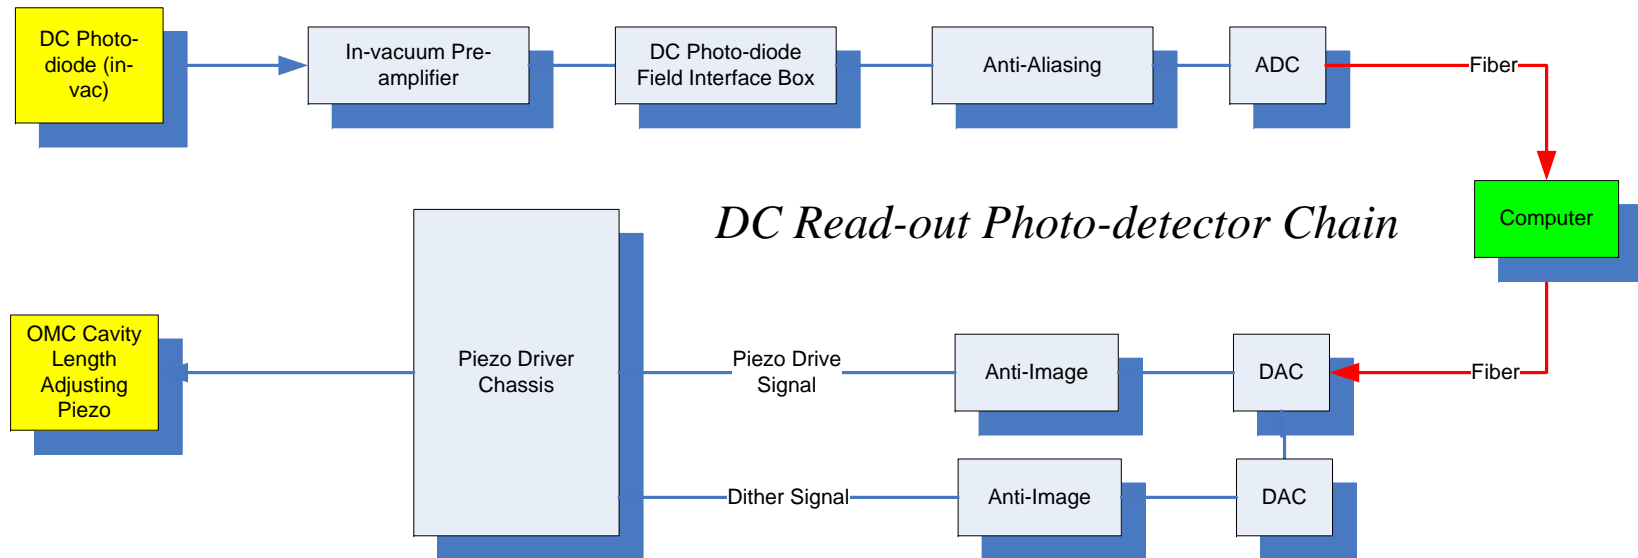 DC Photo-
diode (in-
vac)
In-vacuum Pre-
amplifier
DC Photo-diode
Field Interface Box
Anti-Aliasing
ADC
Fiber
DC Read-out Photo-detector Chain
Computer
OMC Cavity
Length
Adjusting
Piezo
Piezo Driver
Chassis
Piezo Drive
Signal
Anti-Image
DAC
Fiber
Dither Signal
Anti-Image
DAC